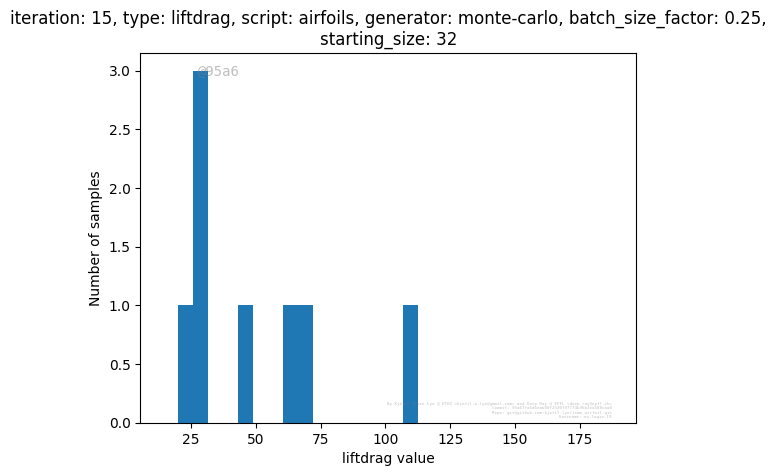 iteration: 15, type: liftdrag, script: airfoils, generator: monte-carlo, batch_size_factor: 0.25,
starting_size: 32
@95a6
3.0
2.5
2.0
1.5
1.0
0.5
0.0
Number of samples
25 50 75 100 125 150 175
liftdrag value